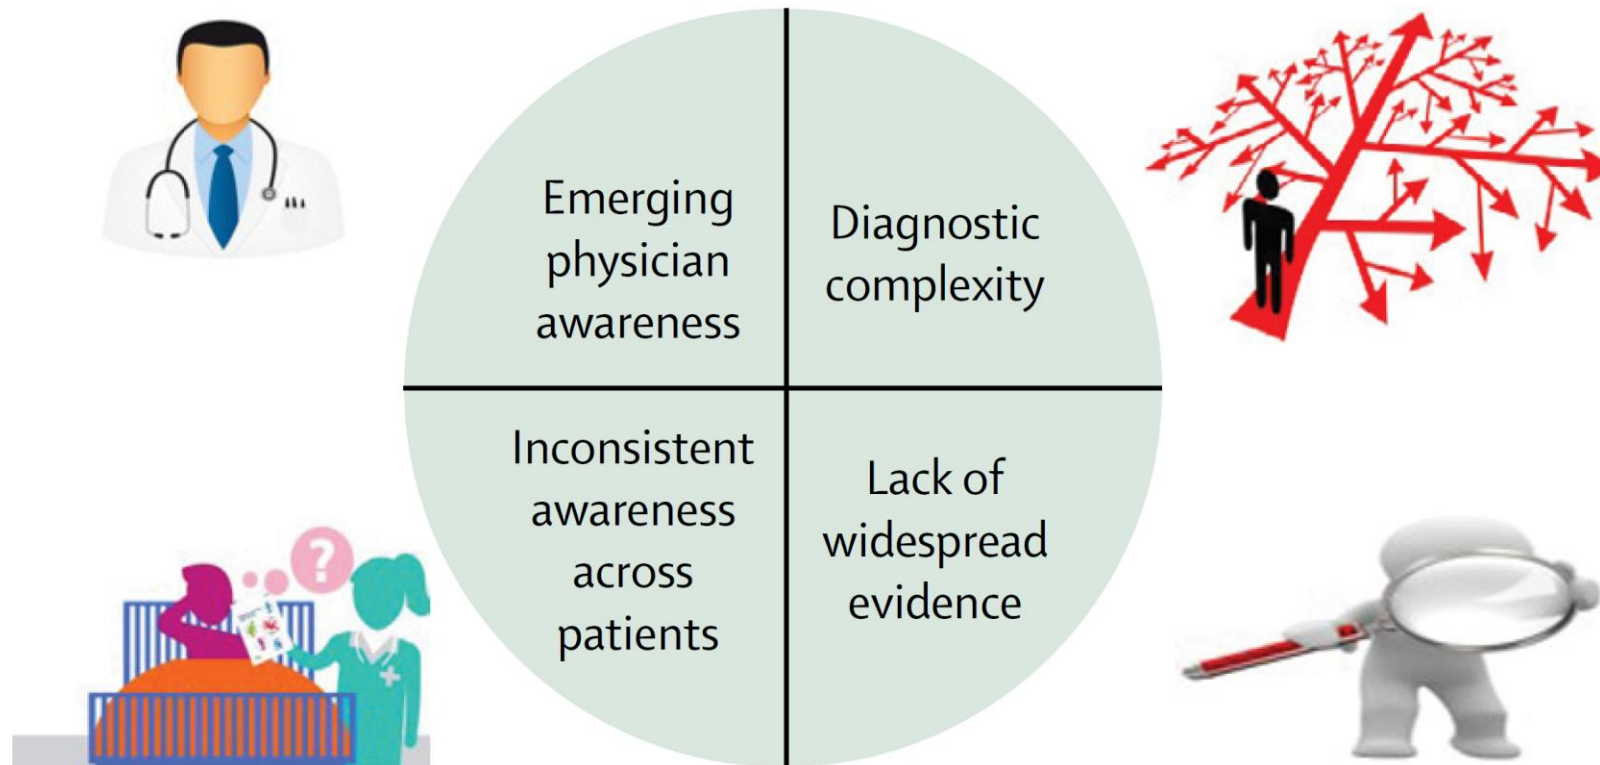 Emerging
physician
awareness
Diagnostic
complexity
Inconsistent
awareness
across
patients
Lack of
widespread
evidence
?